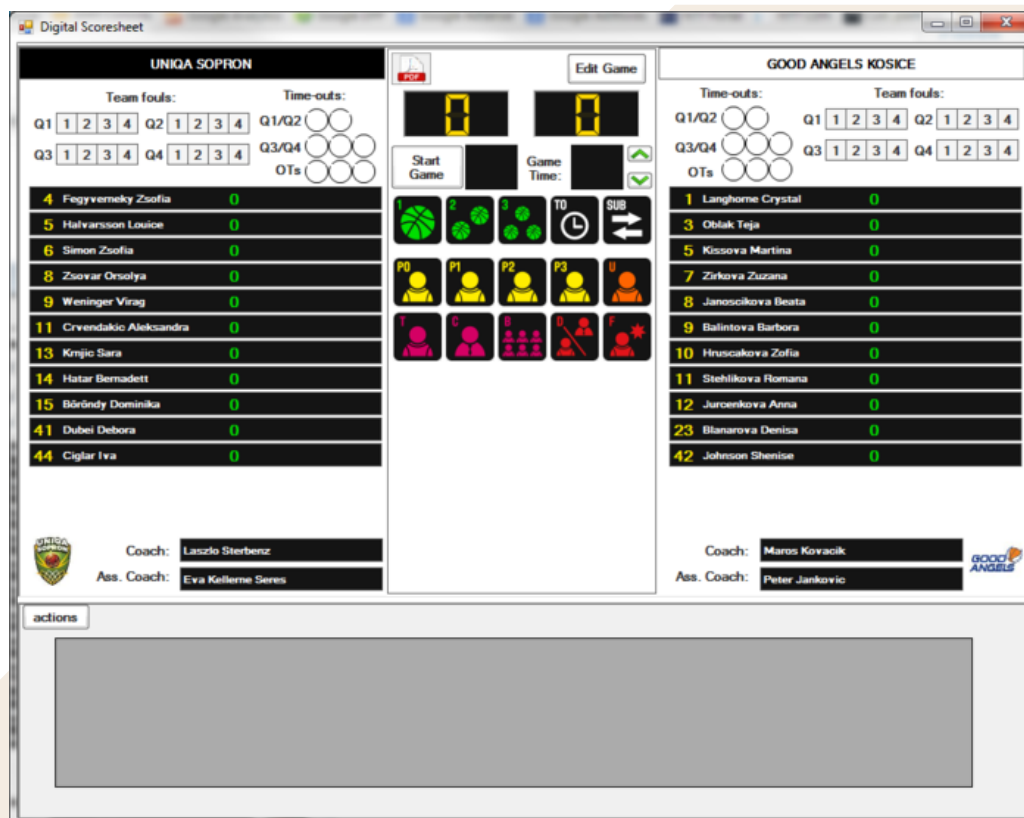 Digital Scoresheet
UNIQA SOPRON
Team fouls:
Time-outs:
Q1 1 2 3 4 Q2 1 2 3 4 Q1/Q2
Q3 1 2 3 4 Q4 1 2 3 4 Q3/Q4
OTs
4 Fegyverneky Zsofia 0
5 Halvarsson Louice 0
6 Simon Zsofia 0
8 Zsovar Orsolya 0
9 Weninger Virag 0
11 Crvendakic Aleksandra 0
13 Krnjic Sara 0
14 Hatar Bernadett 0
15 Böröndy Dominika 0
41 Dubei Debora 0
44 Ciglar Iva 0
UNIQA
SOPRON
Coach: Laszlo Sterbenz
Ass. Coach: Eva Kellerne Seres
PDF
Edit Game
0 0
Start
Game
Game
Time:
1 2 3 TO SUB
P0 P1 P2 P3 U
T C B D F
GOOD ANGELS KOSICE
Time-outs:
Team fouls:
Q1/Q2 Q1 1 2 3 4 Q2 1 2 3 4
Q3/Q4 Q3 1 2 3 4 Q4 1 2 3 4
OTs
1 Langhorne Crystal 0
3 Oblak Teja 0
5 Kissova Martina 0
7 Zirkova Zuzana 0
8 Janoscikova Beata 0
9 Balintova Barbora 0
10 Hruscakova Zofia 0
11 Stehlikova Romana 0
12 Jurcenkova Anna 0
23 Blanarova Denisa 0
42 Johnson Shenise 0
Coach: Maros Kovacik
Ass. Coach: Peter Jankovic
GOOD
ANGELS
actions